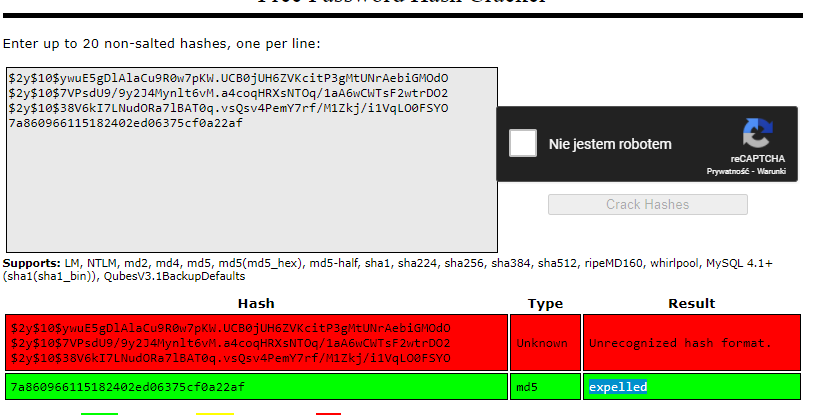 Free Password Hash Cracker
Enter up to 20 non-salted hashes, one per line:
$2y$10$ywuE5gDlAlaCu9R0w7pKW.UCB0jUH6ZVKcitP3gMtUNrAebiGMOdO
$2y$10$7VPsdU9/9y2J4Mynlt6vM.a4coqHRXsNTOq/1aA6wCWTsF2wtrDO2
$2y$10$38V6kI7LNudORa7lBAT0q.vsQsv4PemY7rf/M1Zkj/i1VqLO0FSYO
7a860966115182402ed06375cf0a22af
Nie jestem robotem
reCAPTCHA
Prywatność - Warunki
Crack Hashes
Supports: LM, NTLM, md2, md4, md5, md5(md5_hex), md5-half, sha1, sha224, sha256, sha384, sha512, ripeMD160, whirlpool, MySQL 4.1+
(sha1(sha1_bin)), QubesV3.1BackupDefaults
Hash Type Result
$2y$10$ywuE5gDlAlaCu9R0w7pKW.UCB0jUH6ZVKcitP3gMtUNrAebiGMOdO
$2y$10$7VPsdU9/9y2J4Mynlt6vM.a4coqHRXsNTOq/1aA6wCWTsF2wtrDO2
$2y$10$38V6kI7LNudORa7lBAT0q.vsQsv4PemY7rf/M1Zkj/i1VqLO0FSYO
Unknown Unrecognized hash format.
7a860966115182402ed06375cf0a22af md5 expelled